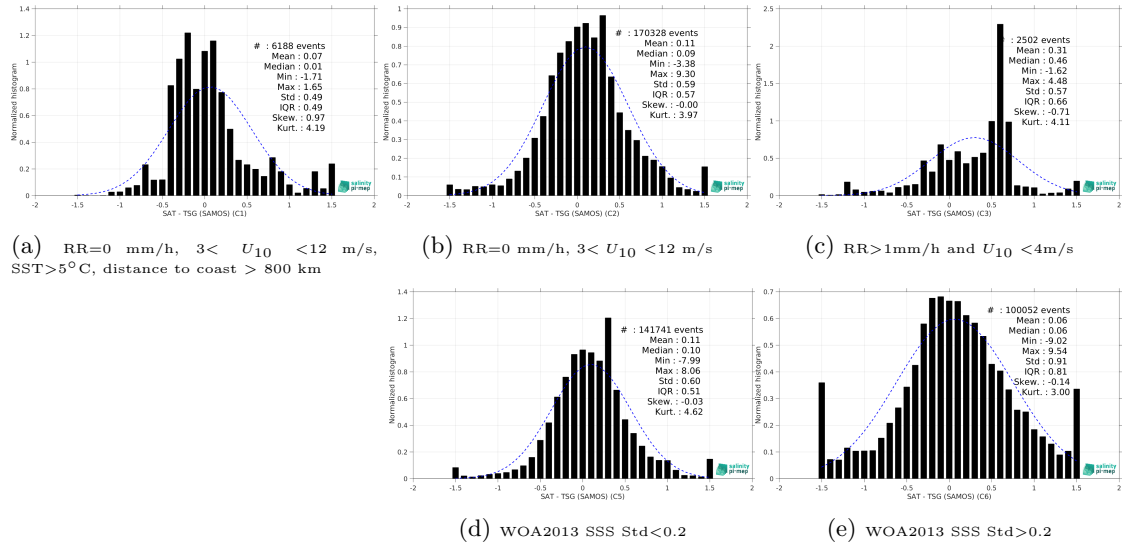 1.4
1.2
1
0.8
0.6
0.4
0.2
0
-2 -1.5 -1 -0.5 0 0.5 1 1.5 2
Normalized histogram
SAT - TSG (SAMOS) (C1)
# : 6188 events
Mean : 0.07
Median : 0.01
Min : -1.71
Max : 1.65
Std : 0.49
IQR : 0.49
Skew. : 0.97
Kurt. : 4.19
salinity
pi-mep
(a) RR=0 mm/h, 3< U10 <12 m/s,
SST>5°C, distance to coast > 800 km
1
0.9
0.8
0.7
0.6
0.5
0.4
0.3
0.2
0.1
0
-2 -1.5 -1 -0.5 0 0.5 1 1.5 2
Normalized histogram
SAT - TSG (SAMOS) (C2)
# : 170328 events
Mean : 0.11
Median : 0.09
Min : -3.38
Max : 9.30
Std : 0.59
IQR : 0.57
Skew. : -0.00
Kurt. : 3.97
salinity
pi-mep
(b) RR=0 mm/h, 3< U10 <12 m/s
2.5
2
1.5
1
0.5
0
-2 -1.5 -1 -0.5 0 0.5 1 1.5 2
Normalized histogram
SAT - TSG (SAMOS) (C3)
# : 2502 events
Mean : 0.31
Median : 0.46
Min : -1.62
Max : 4.48
Std : 0.57
IQR : 0.66
Skew. : -0.71
Kurt. : 4.11
salinity
pi-mep
(c) RR>1mm/h and U10 <4m/s
1.4
1.2
1
0.8
0.6
0.4
0.2
0
-2 -1.5 -1 -0.5 0 0.5 1 1.5 2
Normalized histogram
SAT - TSG (SAMOS) (C5)
# : 141741 events
Mean : 0.11
Median : 0.10
Min : -7.99
Max : 8.06
Std : 0.60
IQR : 0.51
Skew. : -0.03
Kurt. : 4.62
salinity
pi-mep
(d) WOA2013 SSS Std<0.2
0.7
0.6
0.5
0.4
0.3
0.2
0.1
0
-2 -1.5 -1 -0.5 0 0.5 1 1.5 2
Normalized histogram
SAT - TSG (SAMOS) (C6)
# : 100052 events
Mean : 0.06
Median : 0.06
Min : -9.02
Max : 9.54
Std : 0.91
IQR : 0.81
Skew. : -0.14
Kurt. : 3.00
salinity
pi-mep
(e) WOA2013 SSS Std>0.2